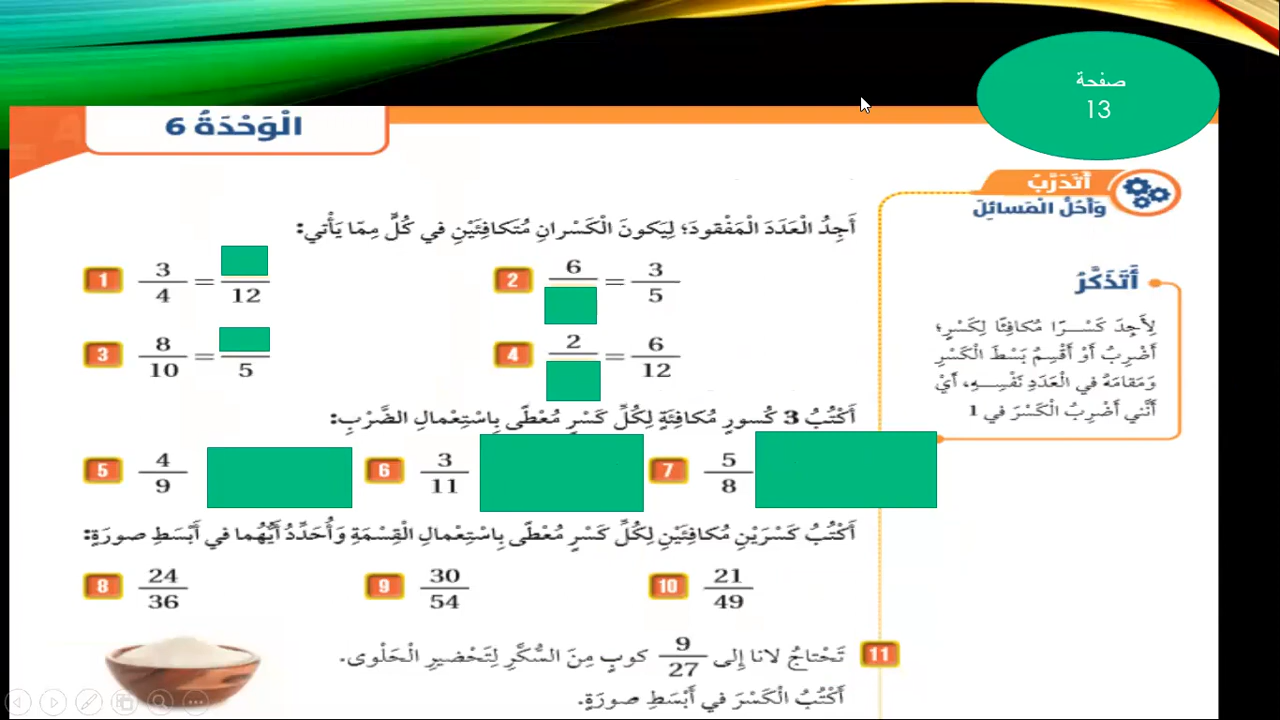 صفحة
13
الْوَحْدَةُ 6
أَتَدَرَّبُ
وَأَحُلُّ الْمَسائِلَ
أَجِدُ الْعَدَدَ الْمَفْقودَ؛ لِيَكونَ الْكَسْرانِ مُتَكافِئَيْنِ في كُلٍّ مِمّا يَأْتي:
1 3/4 = /12
2 6/ = 3/5
3 8/10 = /5
4 2/ = 6/12
أَتَذَكَّرُ
لِأَجِدَ كَسْرًا مُكافِئًا لِكَسْرٍ؛
أَضْرِبُ أَوْ أَقْسِمُ بَسْطَ الْكَسْرِ
وَمَقامَهُ في الْعَدَدِ نَفْسِهِ، أَيْ
أَنَّني أَضْرِبُ الْكَسْرَ في 1
أَكْتُبُ 3 كُسورٍ مُكافِئَةٍ لِكُلِّ كَسْرٍ مُعْطًى بِاسْتِعْمالِ الضَّرْبِ:
5 4/9
6 3/11
7 5/8
أَكْتُبُ كَسْرَيْنِ مُكافِئَيْنِ لِكُلِّ كَسْرٍ مُعْطًى بِاسْتِعْمالِ الْقِسْمَةِ وَأُحَدِّدُ أَيُّهُما في أَبْسَطِ صورَةٍ:
8 24/36
9 30/54
10 21/49
11 تَحْتاجُ لانا إِلى 9/27 كوبٍ مِنَ السُّكَّرِ لِتَحْضيرِ الْحَلْوى.
أَكْتُبُ الْكَسْرَ في أَبْسَطِ صورَةٍ.